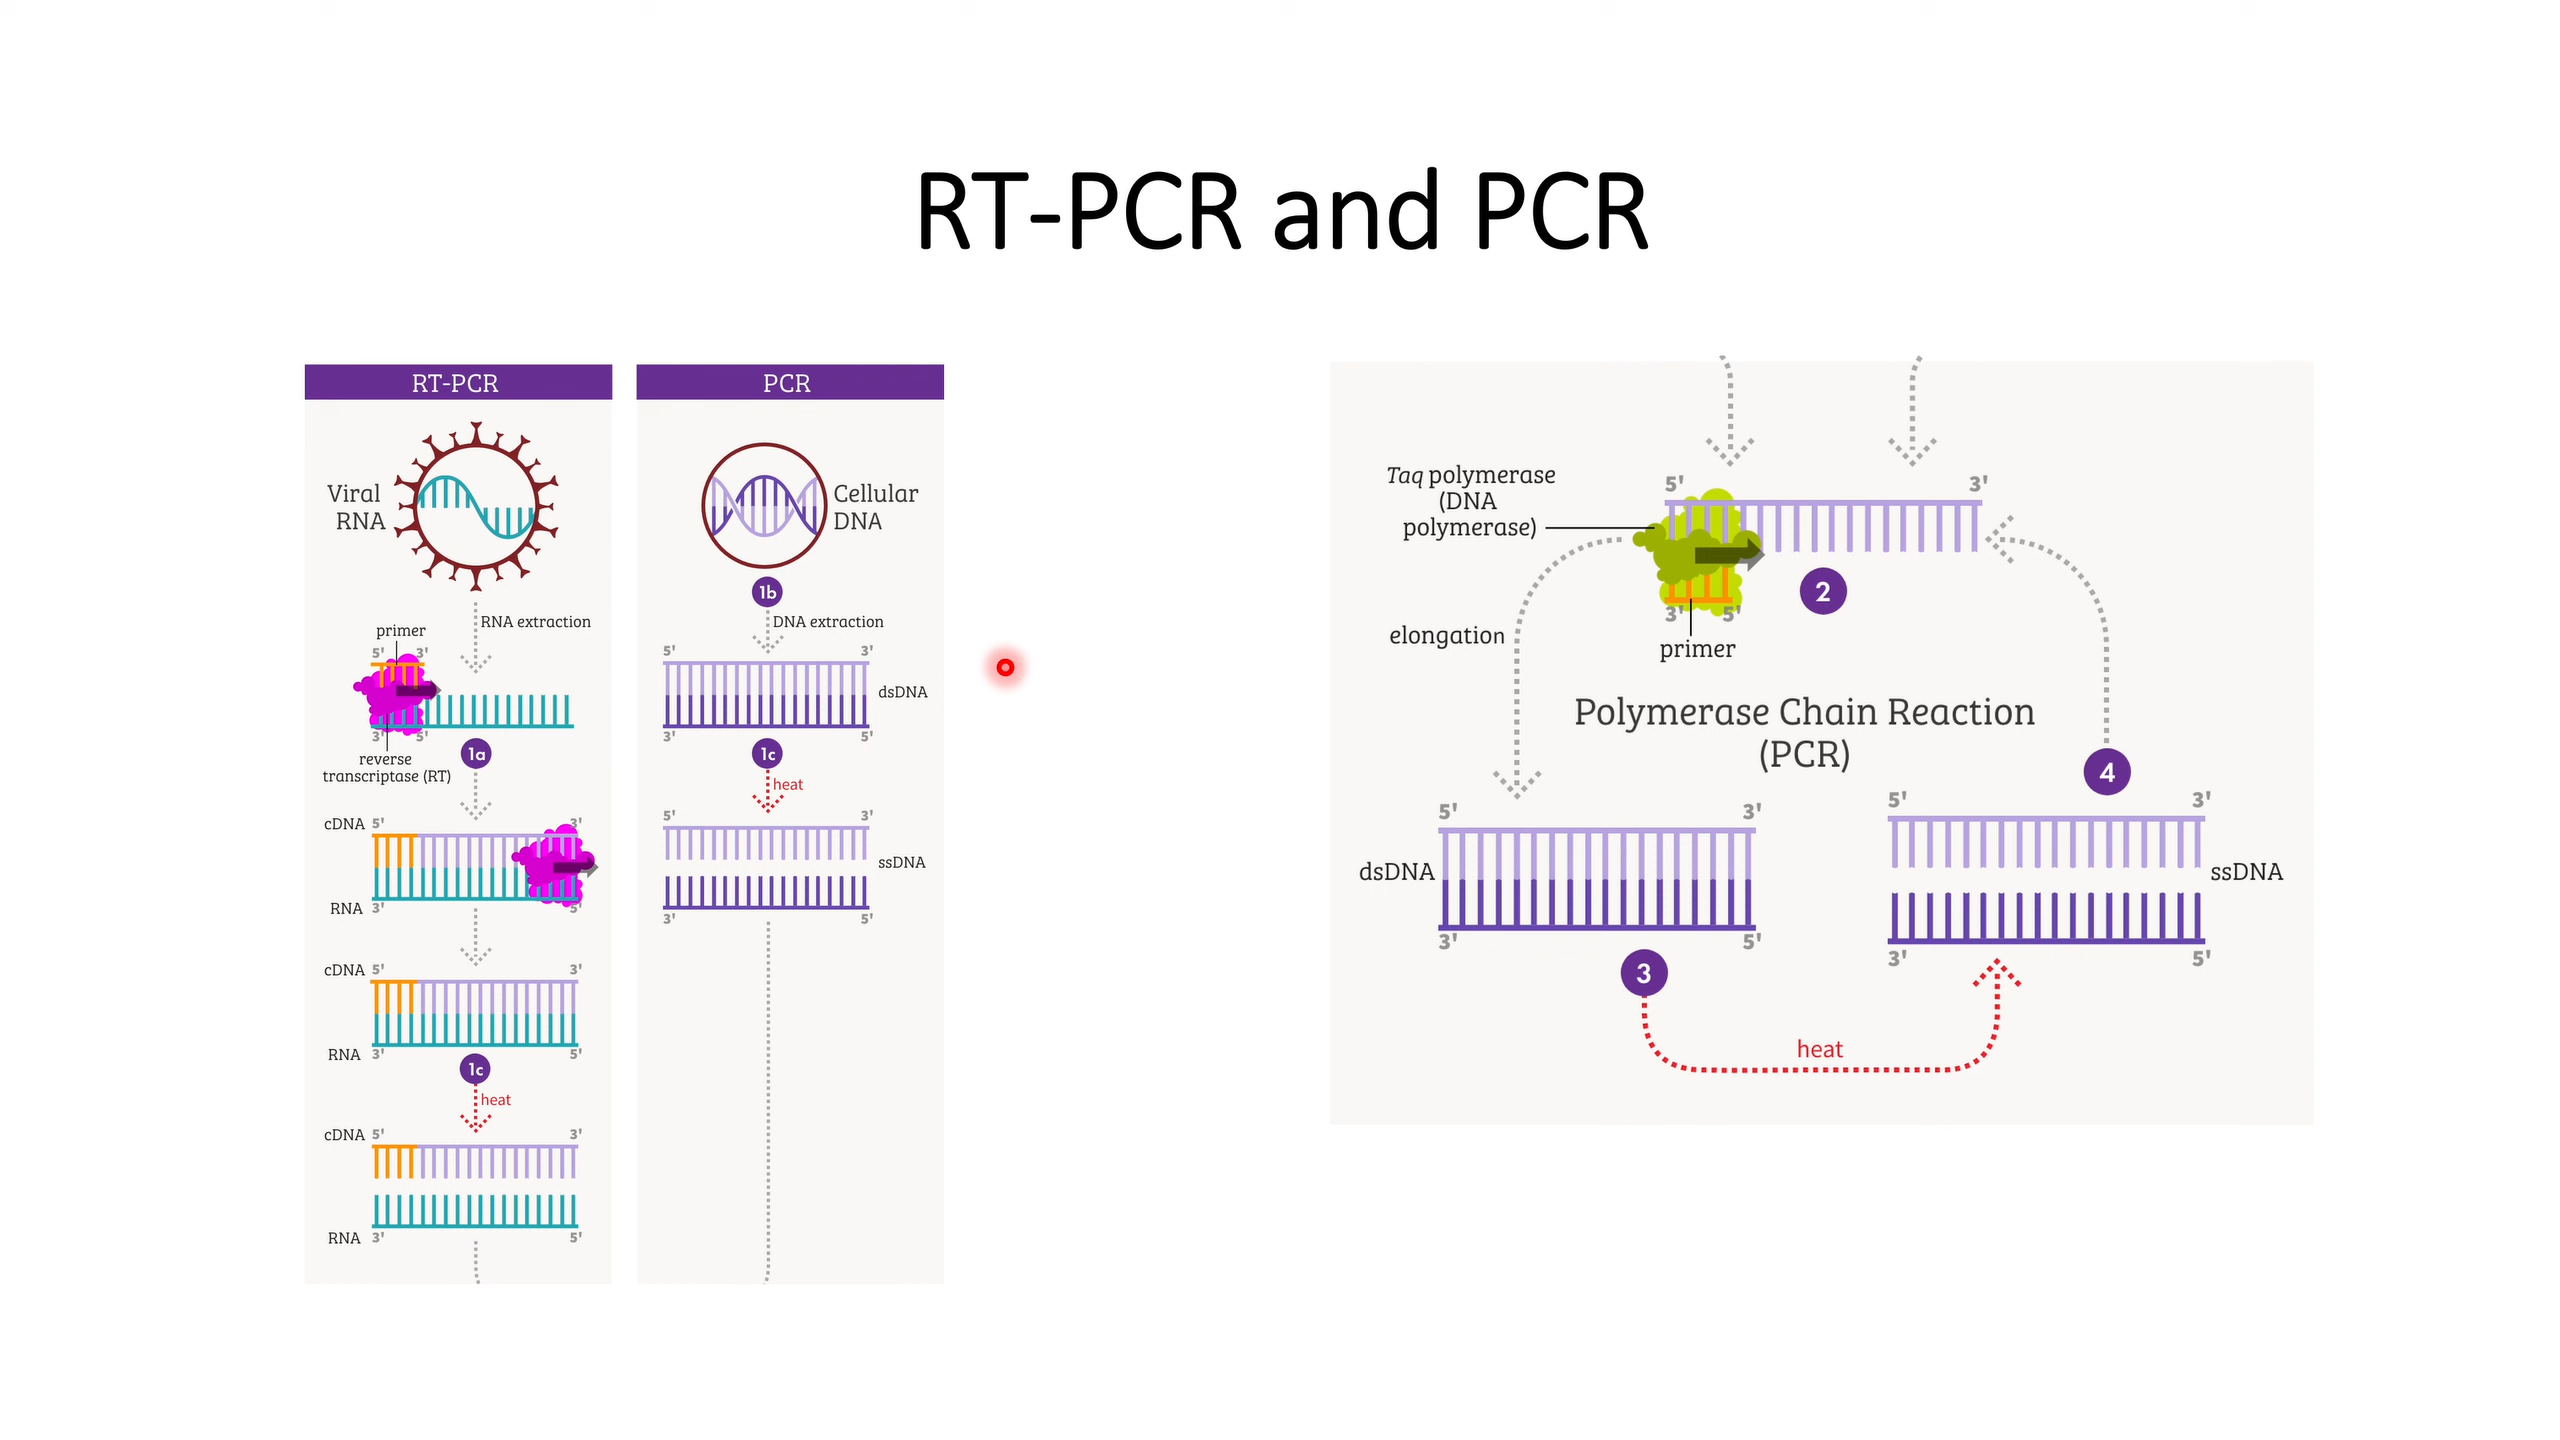 RT-PCR and PCR
RT-PCR
Viral
RNA
RNA extraction
primer
5' 3'
3' 5'
1a
reverse
transcriptase (RT)
cDNA 5' 3'
RNA 3' 5'
cDNA 5' 3'
RNA 3' 5'
1c
heat
cDNA 5' 3'
RNA 3' 5'
PCR
Cellular
DNA
1b
DNA extraction
5' 3'
dsDNA
3' 5'
1c
heat
5' 3'
ssDNA
3' 5'
Taq polymerase
(DNA
polymerase)
5' 3'
2
3' 5'
primer
elongation
Polymerase Chain Reaction
(PCR)
4
5' 3'
dsDNA
3' 5'
3
5' 3'
ssDNA
3' 5'
heat